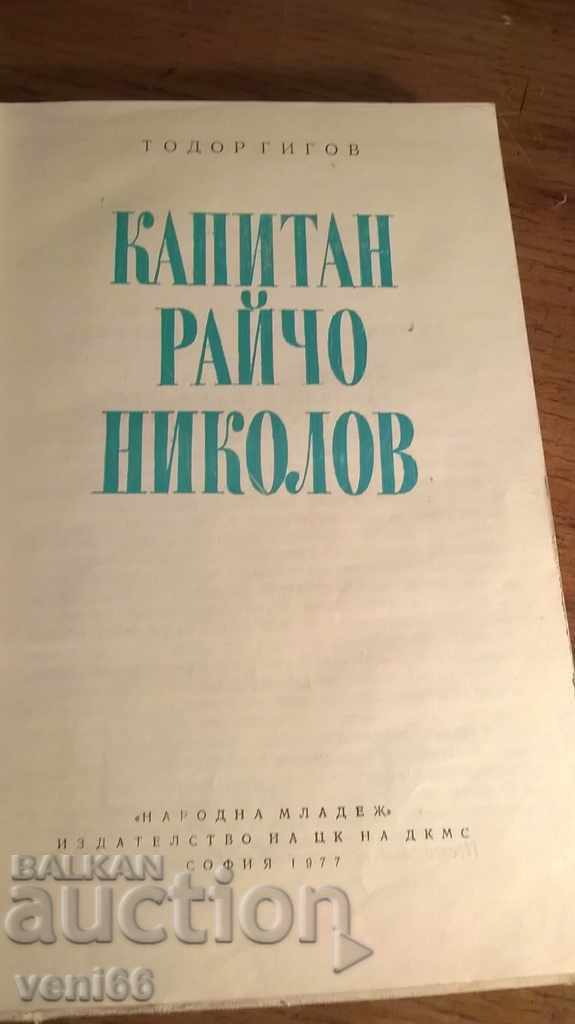 ТОДОР ГИГОВ
КАПИТАН
РАЙЧО
НИКОЛОВ
«НАРОДНА МЛАДЕЖ»
ИЗДАТЕЛСТВО НА ЦК НА ДКМС
СОФИЯ 1977
BALKAN
auction
veni66